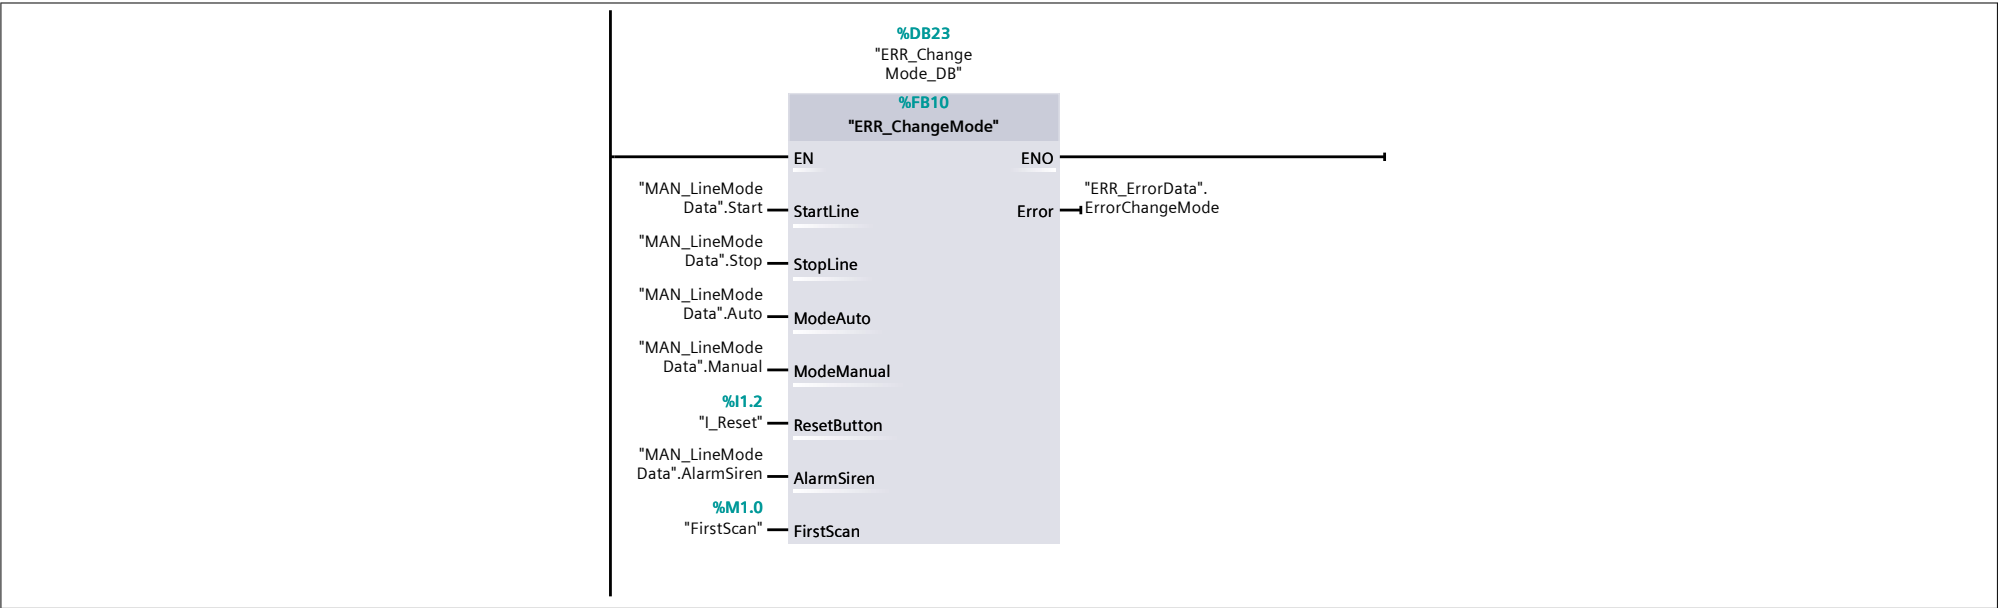 %DB23
"ERR_Change
Mode_DB"
%FB10
"ERR_ChangeMode"
EN
ENO
"MAN_LineMode
Data".Start
StartLine
Error
"ERR_ErrorData".
ErrorChangeMode
"MAN_LineMode
Data".Stop
StopLine
"MAN_LineMode
Data".Auto
ModeAuto
"MAN_LineMode
Data".Manual
ModeManual
%I1.2
"I_Reset"
ResetButton
"MAN_LineMode
Data".AlarmSiren
AlarmSiren
%M1.0
"FirstScan"
FirstScan